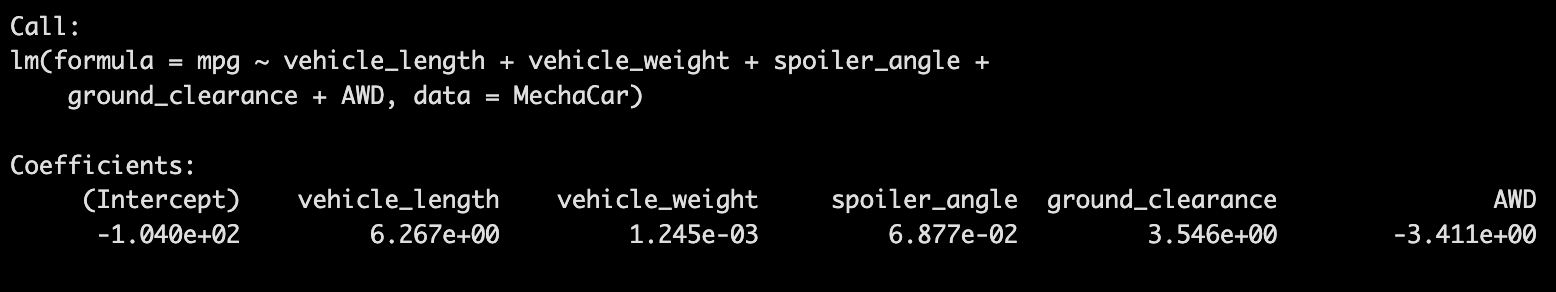 Call:
lm(formula = mpg ~ vehicle_length + vehicle_weight + spoiler_angle +
    ground_clearance + AWD, data = MechaCar)

Coefficients:
     (Intercept)    vehicle_length    vehicle_weight     spoiler_angle  ground_clearance               AWD
      -1.040e+02         6.267e+00         1.245e-03         6.877e-02         3.546e+00        -3.411e+00